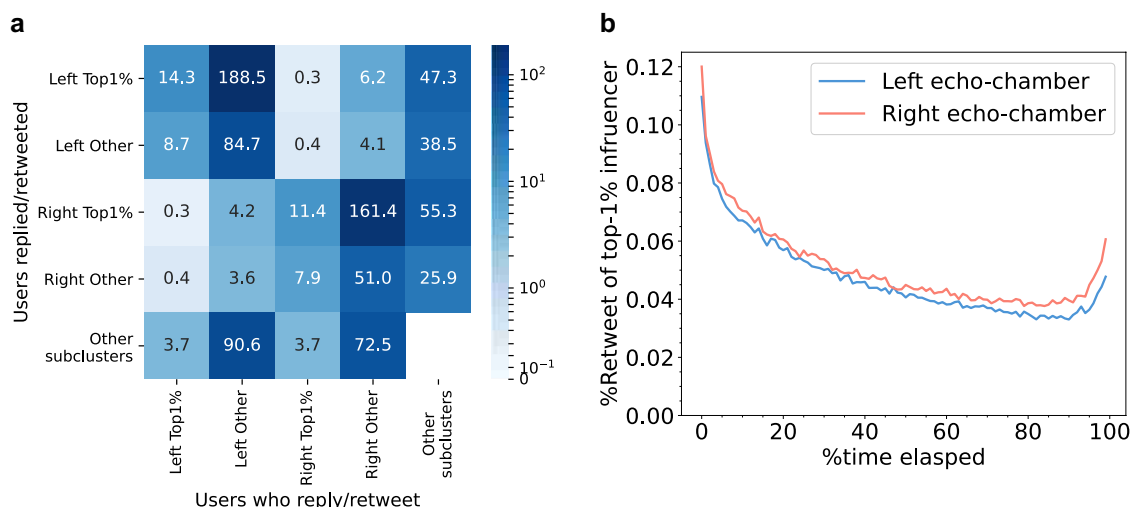 a
Left Top1%
Left Other
Right Top1%
Right Other
Other
subclusters
Users replied/retweeted
14.3 188.5 0.3 6.2 47.3
8.7 84.7 0.4 4.1 38.5
0.3 4.2 11.4 161.4 55.3
0.4 3.6 7.9 51.0 25.9
3.7 90.6 3.7 72.5
Left Top1%
Left Other
Right Top1%
Right Other
Other
subclusters
Users who reply/retweet
10²
10¹
10⁰
10⁻¹
0
b
%Retweet of top-1% infruencer
0.12
0.10
0.08
0.06
0.04
0.02
0.00
Left echo-chamber
Right echo-chamber
0 20 40 60 80 100
%time elasped